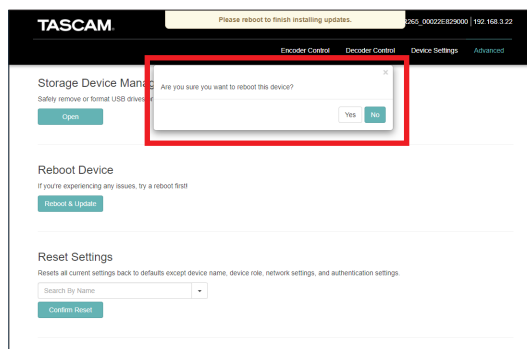 TASCAM.
Please reboot to finish installing updates.
2265_00022E829000 | 192.168.3.22
Encoder Control Decoder Control Device Settings Advanced
Storage Device Manag
Safely remove or format USB drives
Open
×
Are you sure you want to reboot this device?
Yes No
Reboot Device
If you're experiencing any issues, try a reboot first!
Reboot & Update
Reset Settings
Resets all current settings back to defaults except device name, device role, network settings, and authentication settings.
Search By Name
Confirm Reset